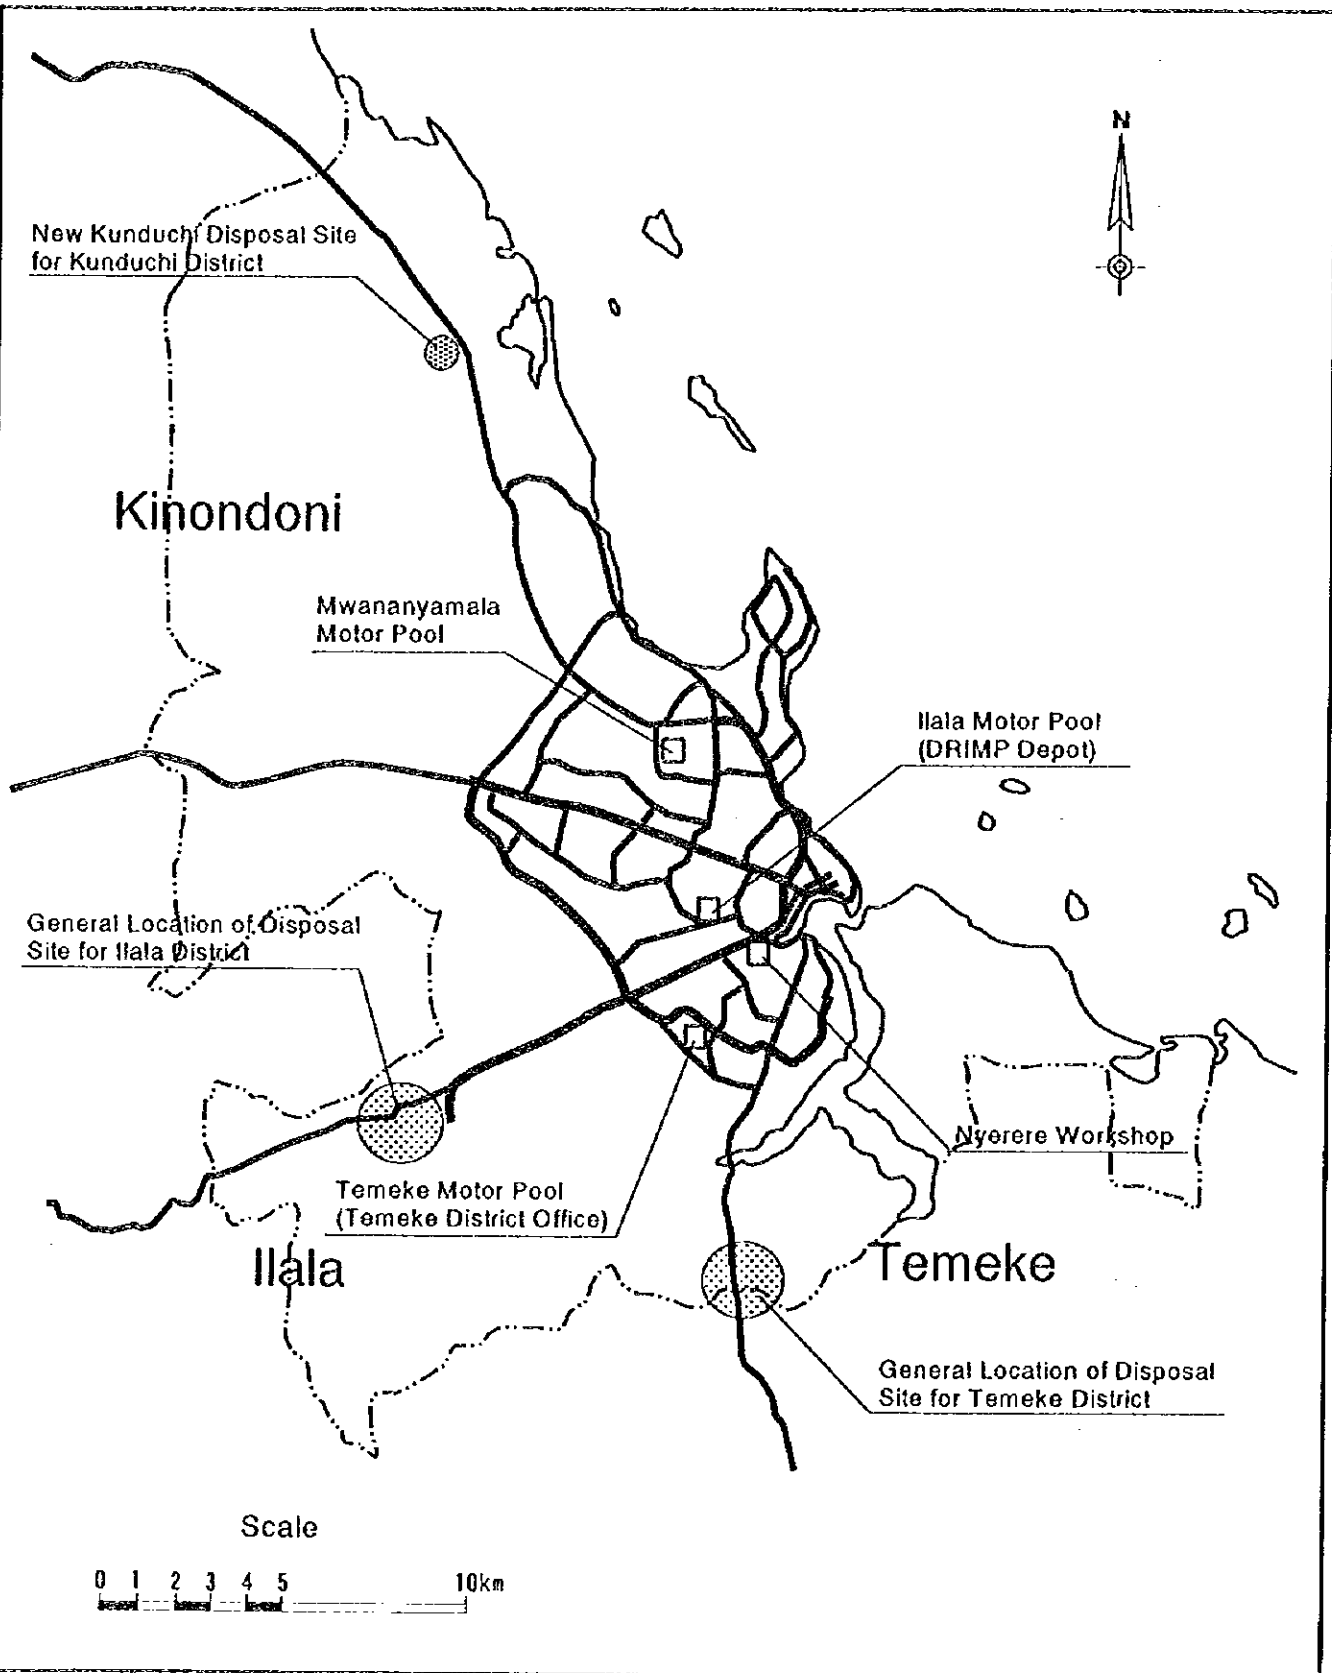 N
New Kunduchi Disposal Site
for Kunduchi District
Kinondoni
Mwananyamala
Motor Pool
Ilala Motor Pool
(DRIMP Depot)
General Location of Disposal
Site for Ilala District
Nyerere Workshop
Temeke Motor Pool
(Temeke District Office)
Ilala
Temeke
General Location of Disposal
Site for Temeke District
Scale
0 1 2 3 4 5 10km